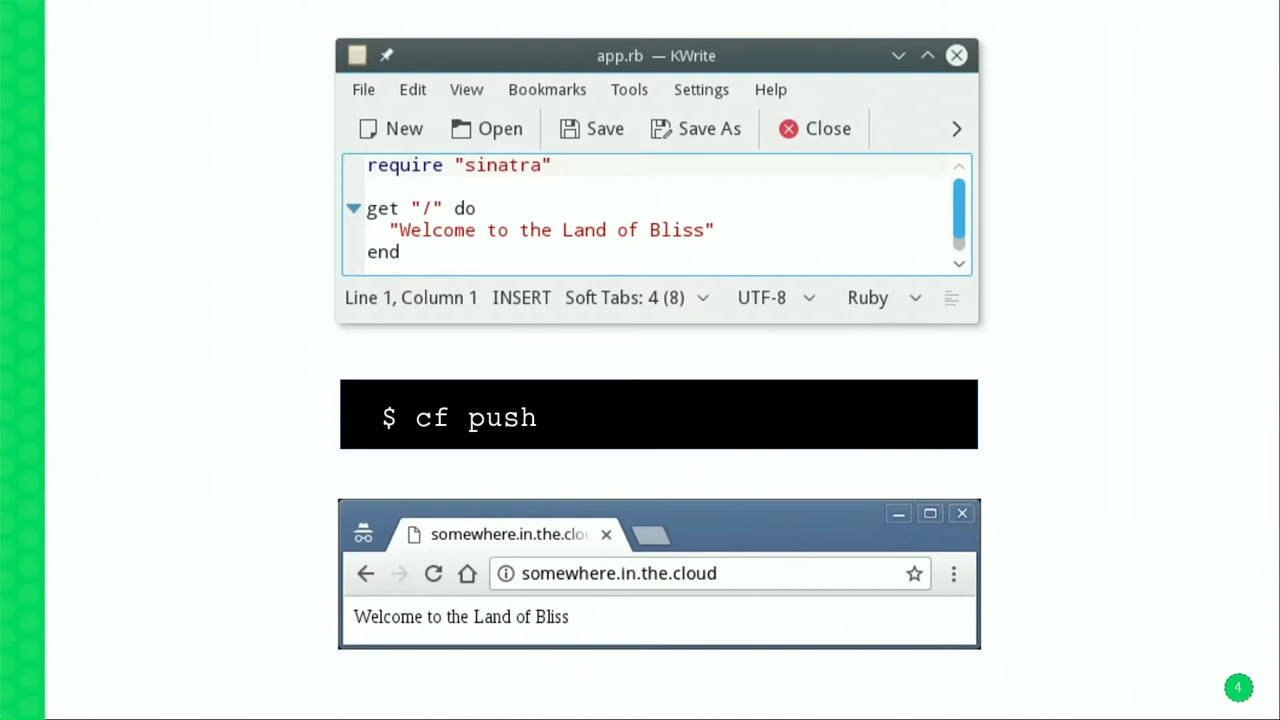 app.rb — KWrite
File Edit View Bookmarks Tools Settings Help
New Open Save Save As Close
require "sinatra"
get "/" do
"Welcome to the Land of Bliss"
end
Line 1, Column 1 INSERT Soft Tabs: 4 (8) UTF-8 Ruby
$ cf push
somewhere.in.the.clou
somewhere.in.the.cloud
Welcome to the Land of Bliss
4